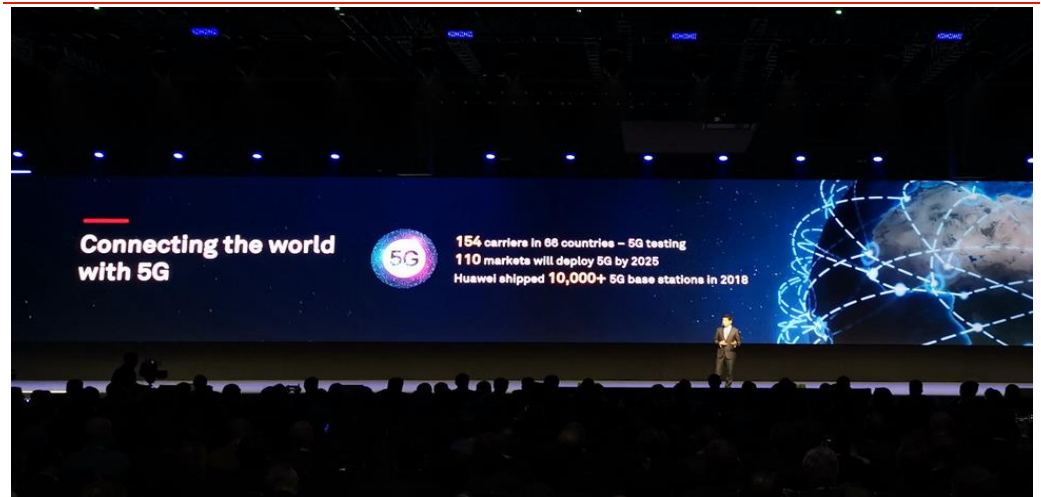 Connecting the world
with 5G
5G
154 carriers in 66 countries – 5G testing
110 markets will deploy 5G by 2025
Huawei shipped 10,000+ 5G base stations in 2018